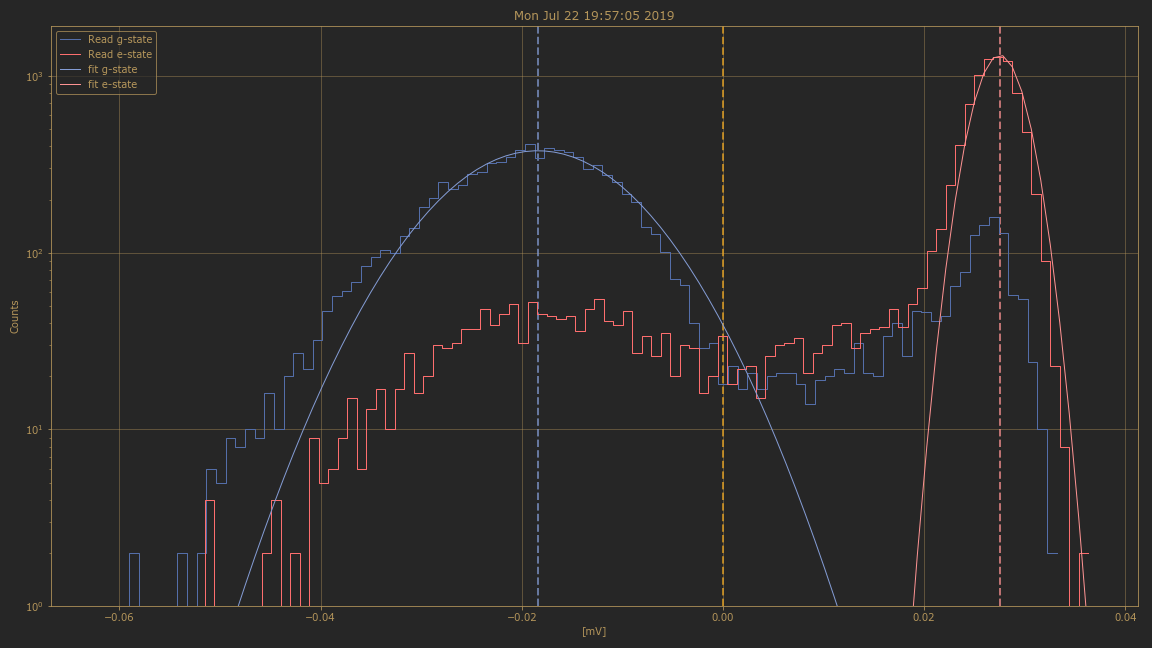 Mon Jul 22 19:57:05 2019
Read g-state
Read e-state
fit g-state
fit e-state
Counts
10³
10²
10¹
10⁰
−0.06 −0.04 −0.02 0.00 0.02 0.04
[mV]